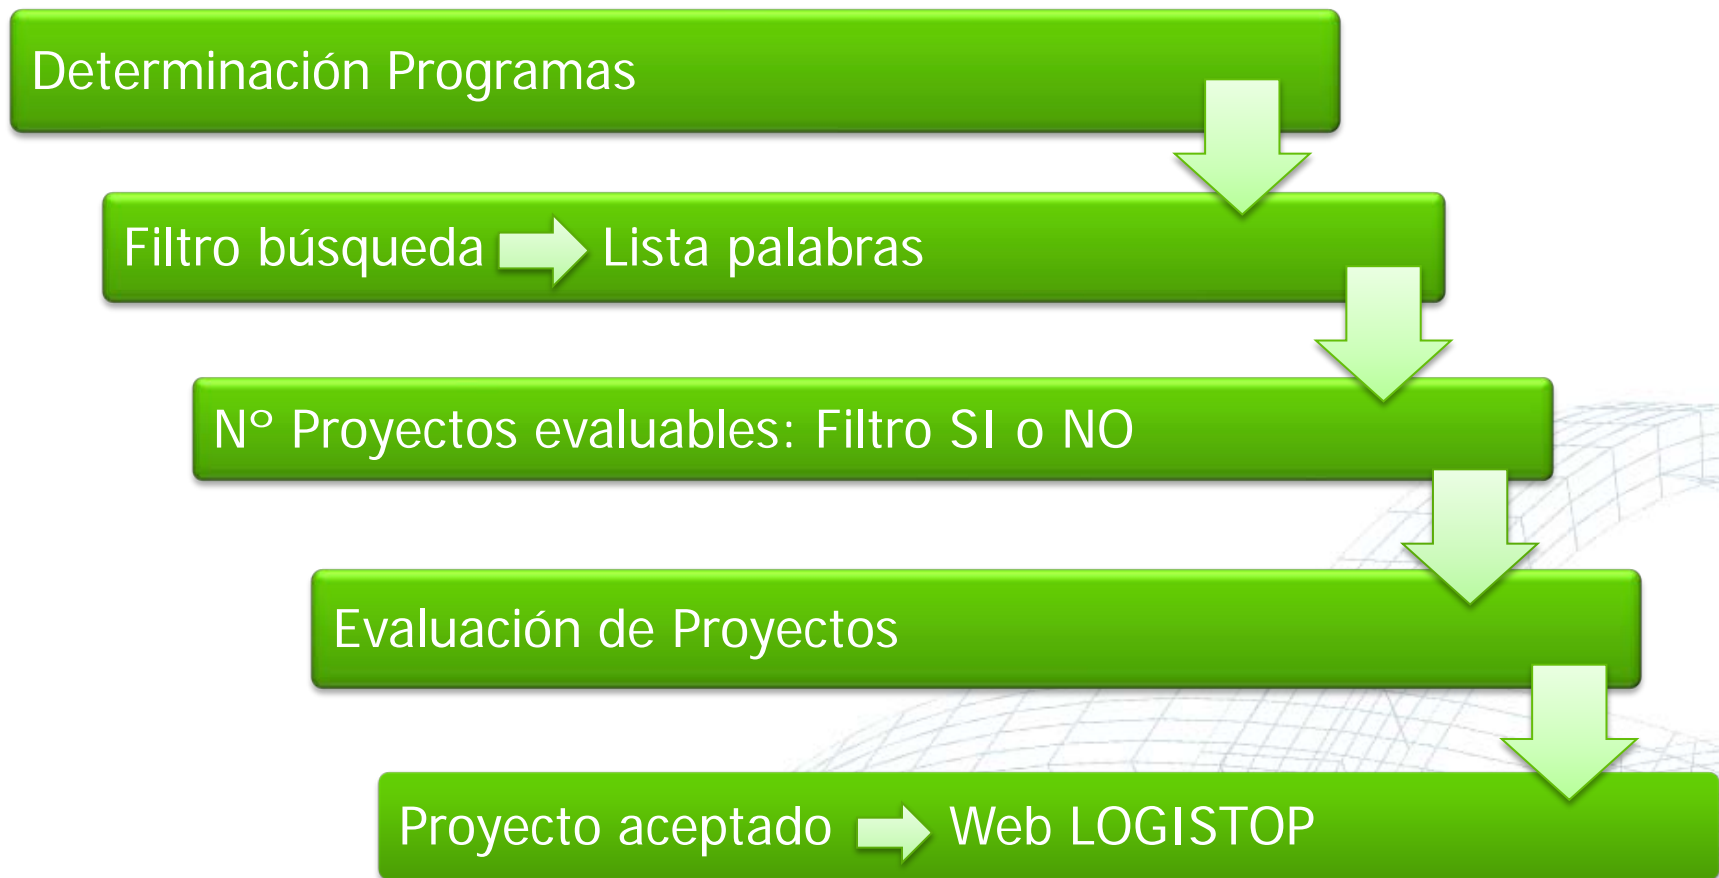 Determinación Programas
Filtro búsqueda Lista palabras
Nº Proyectos evaluables: Filtro SI o NO
Evaluación de Proyectos
Proyecto aceptado Web LOGISTOP